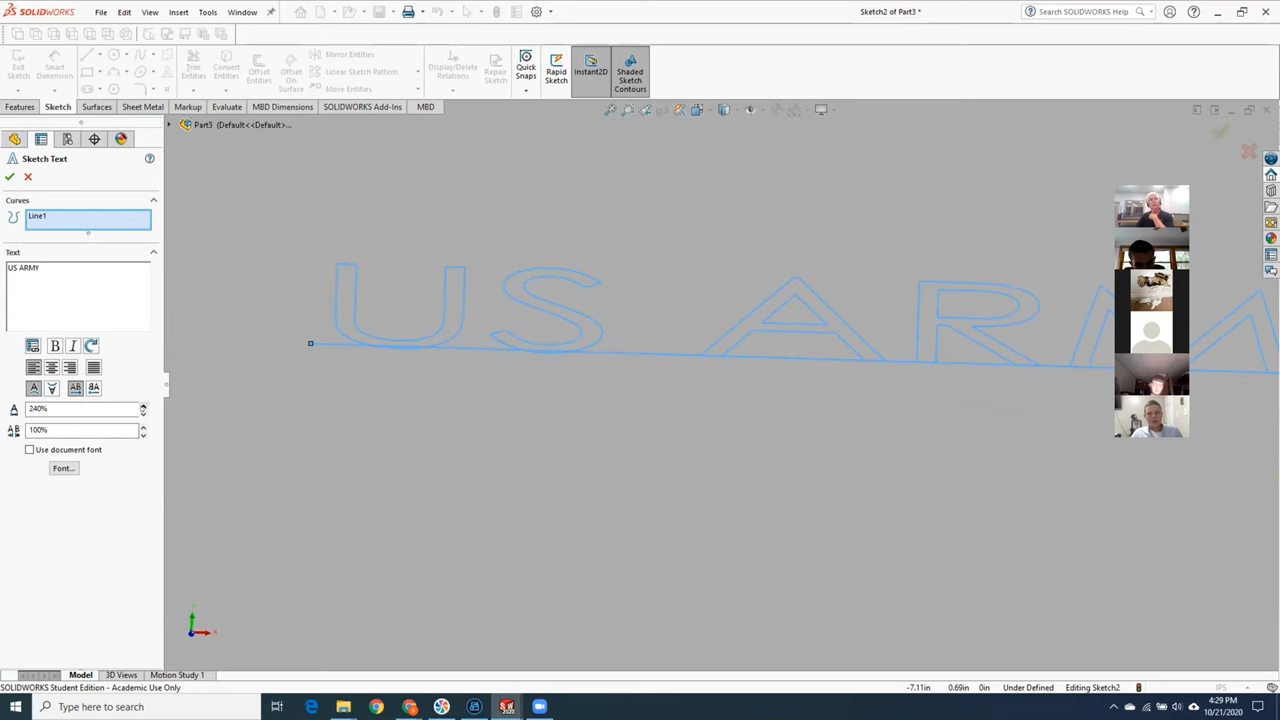 SOLIDWORKS File Edit View Insert Tools Window Sketch2 of Part3 * Search SOLIDWORKS Help
Exit Sketch
Smart Dimension
Trim Entities
Convert Entities
Offset Entities
Offset On Surface
Mirror Entities
Linear Sketch Pattern
Move Entities
Display/Delete Relations
Repair Sketch
Quick Snaps
Rapid Sketch
Instant2D
Shaded Sketch Contours
Features Sketch Surfaces Sheet Metal Markup Evaluate MBD Dimensions SOLIDWORKS Add-Ins MBD
Part3 (Default<<Default>...
Sketch Text
Curves
Line1
Text
US ARMY
B I
240%
100%
Use document font
Font...
US ARM
Model 3D Views Motion Study 1
SOLIDWORKS Student Edition - Academic Use Only -7.11in 0.69in 0in Under Defined Editing Sketch2 IPS
Type here to search
4:29 PM
10/21/2020